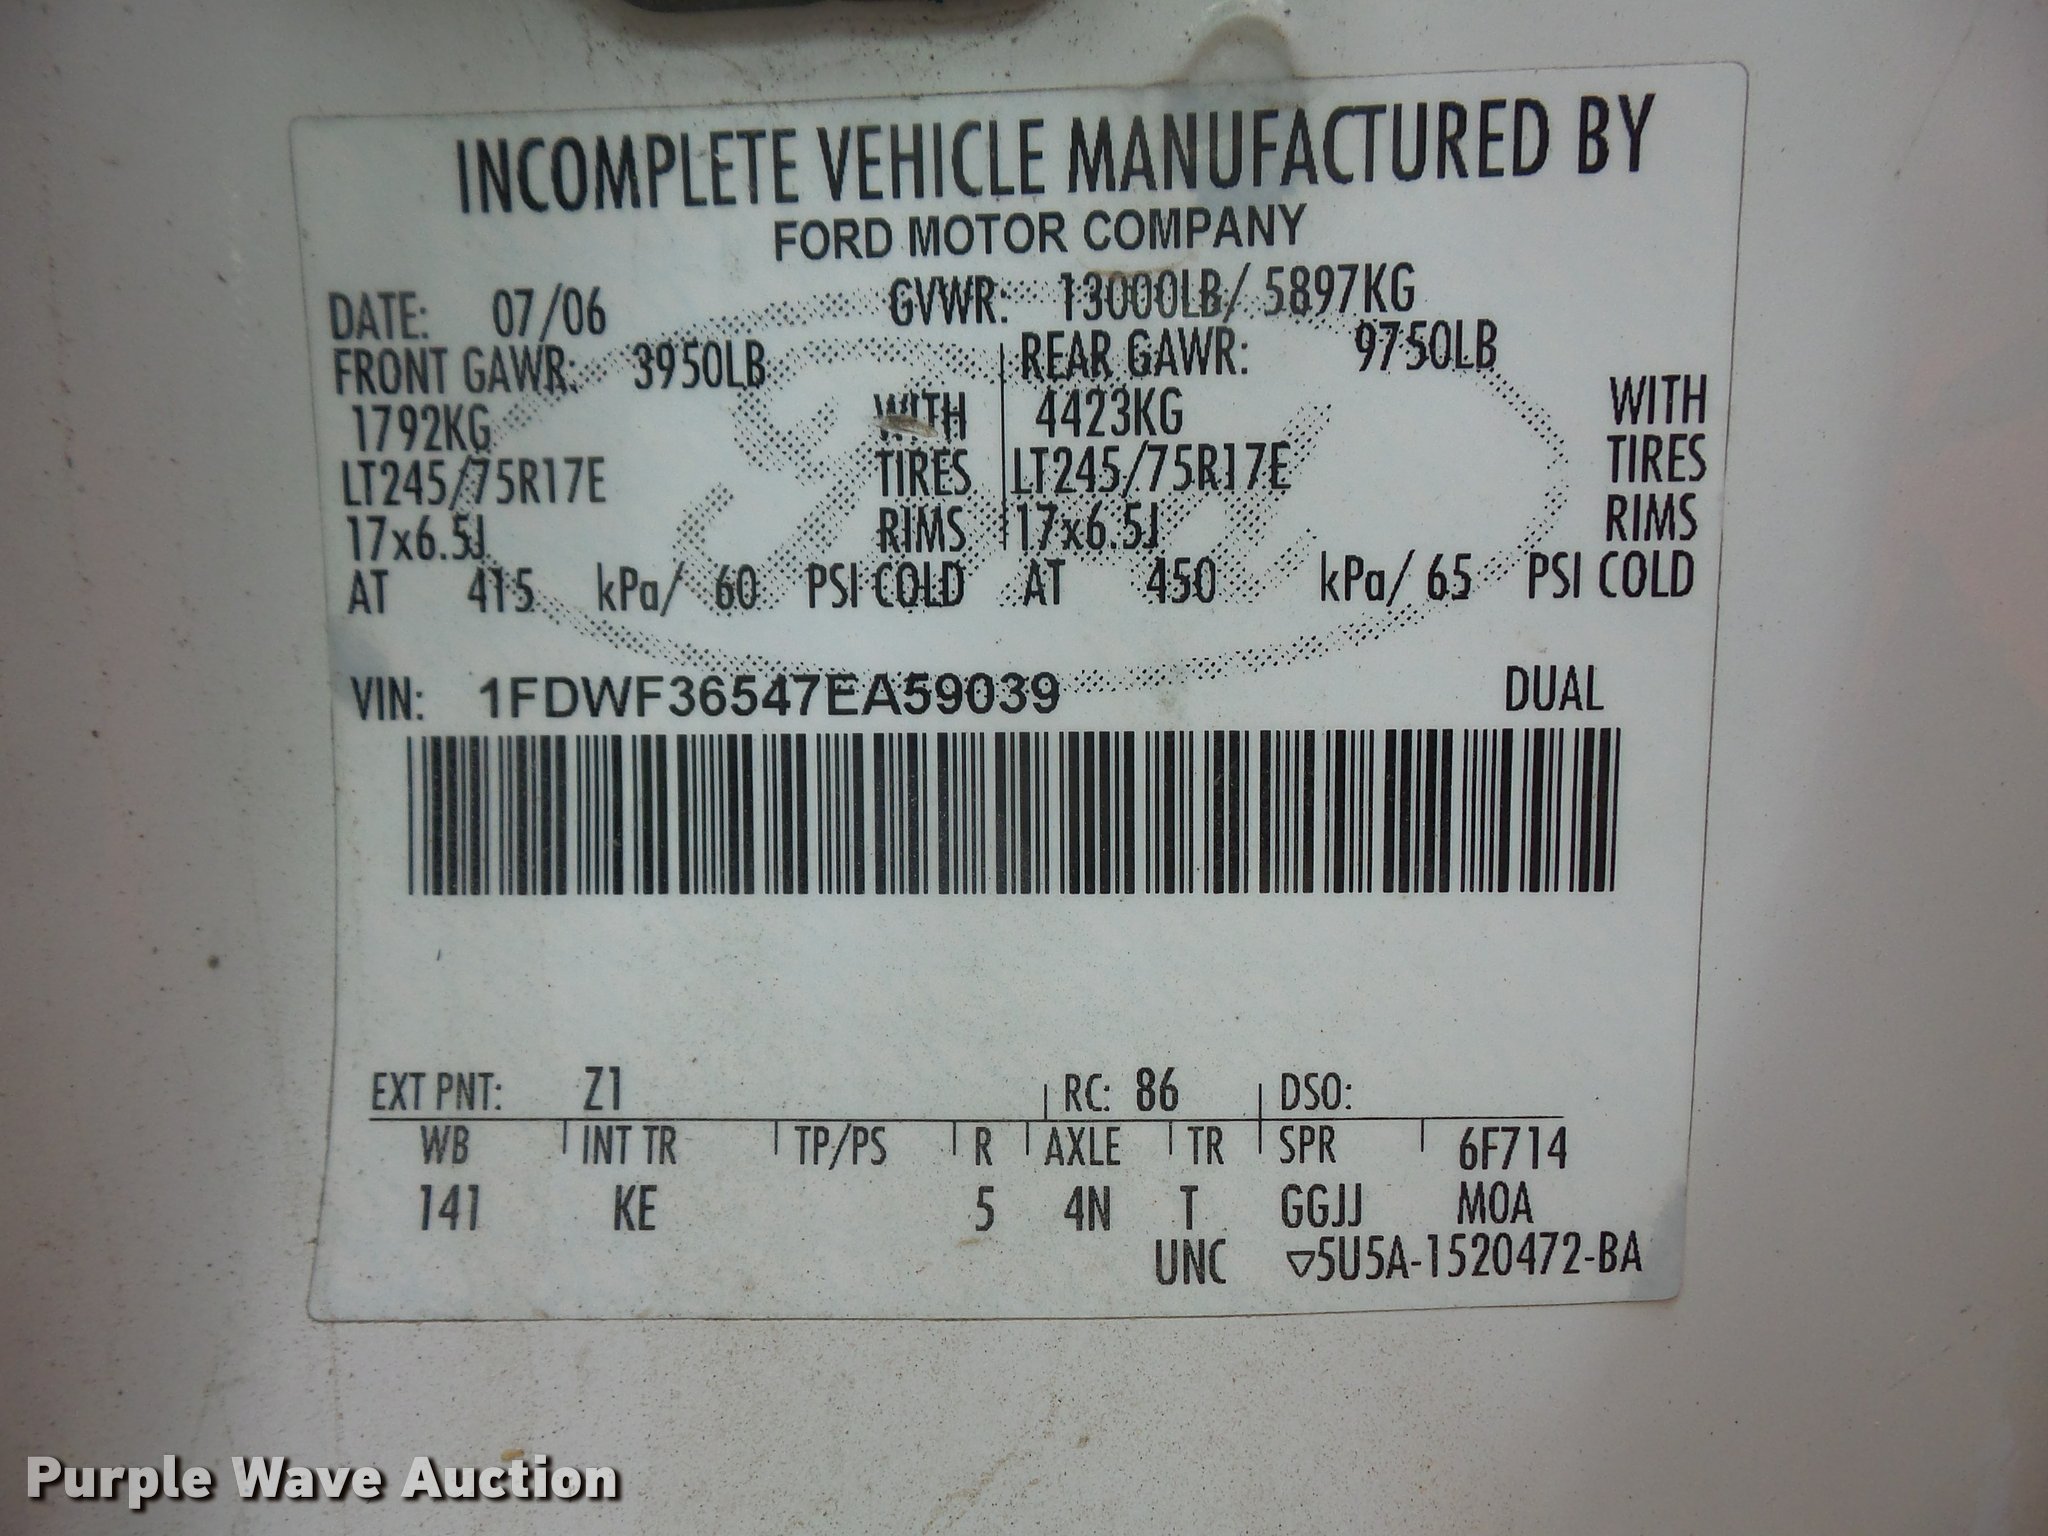 INCOMPLETE VEHICLE MANUFACTURED BY
FORD MOTOR COMPANY
DATE: 07/06 GVWR: 13000LB/ 5897KG
FRONT GAWR: 3950LB REAR GAWR: 9750LB
1792KG WITH 4423KG WITH
LT245/75R17E TIRES LT245/75R17E TIRES
17x6.5J RIMS 17x6.5J RIMS
AT 415 kPa/ 60 PSI COLD AT 450 kPa/ 65 PSI COLD
VIN: 1FDWF36547EA59039 DUAL
EXT PNT: Z1 RC: 86 DSO:
WB INT TR TP/PS R AXLE TR SPR 6F714
141 KE 5 4N T GGJJ MOA
UNC ▽5U5A-1520472-BA
Purple Wave Auction